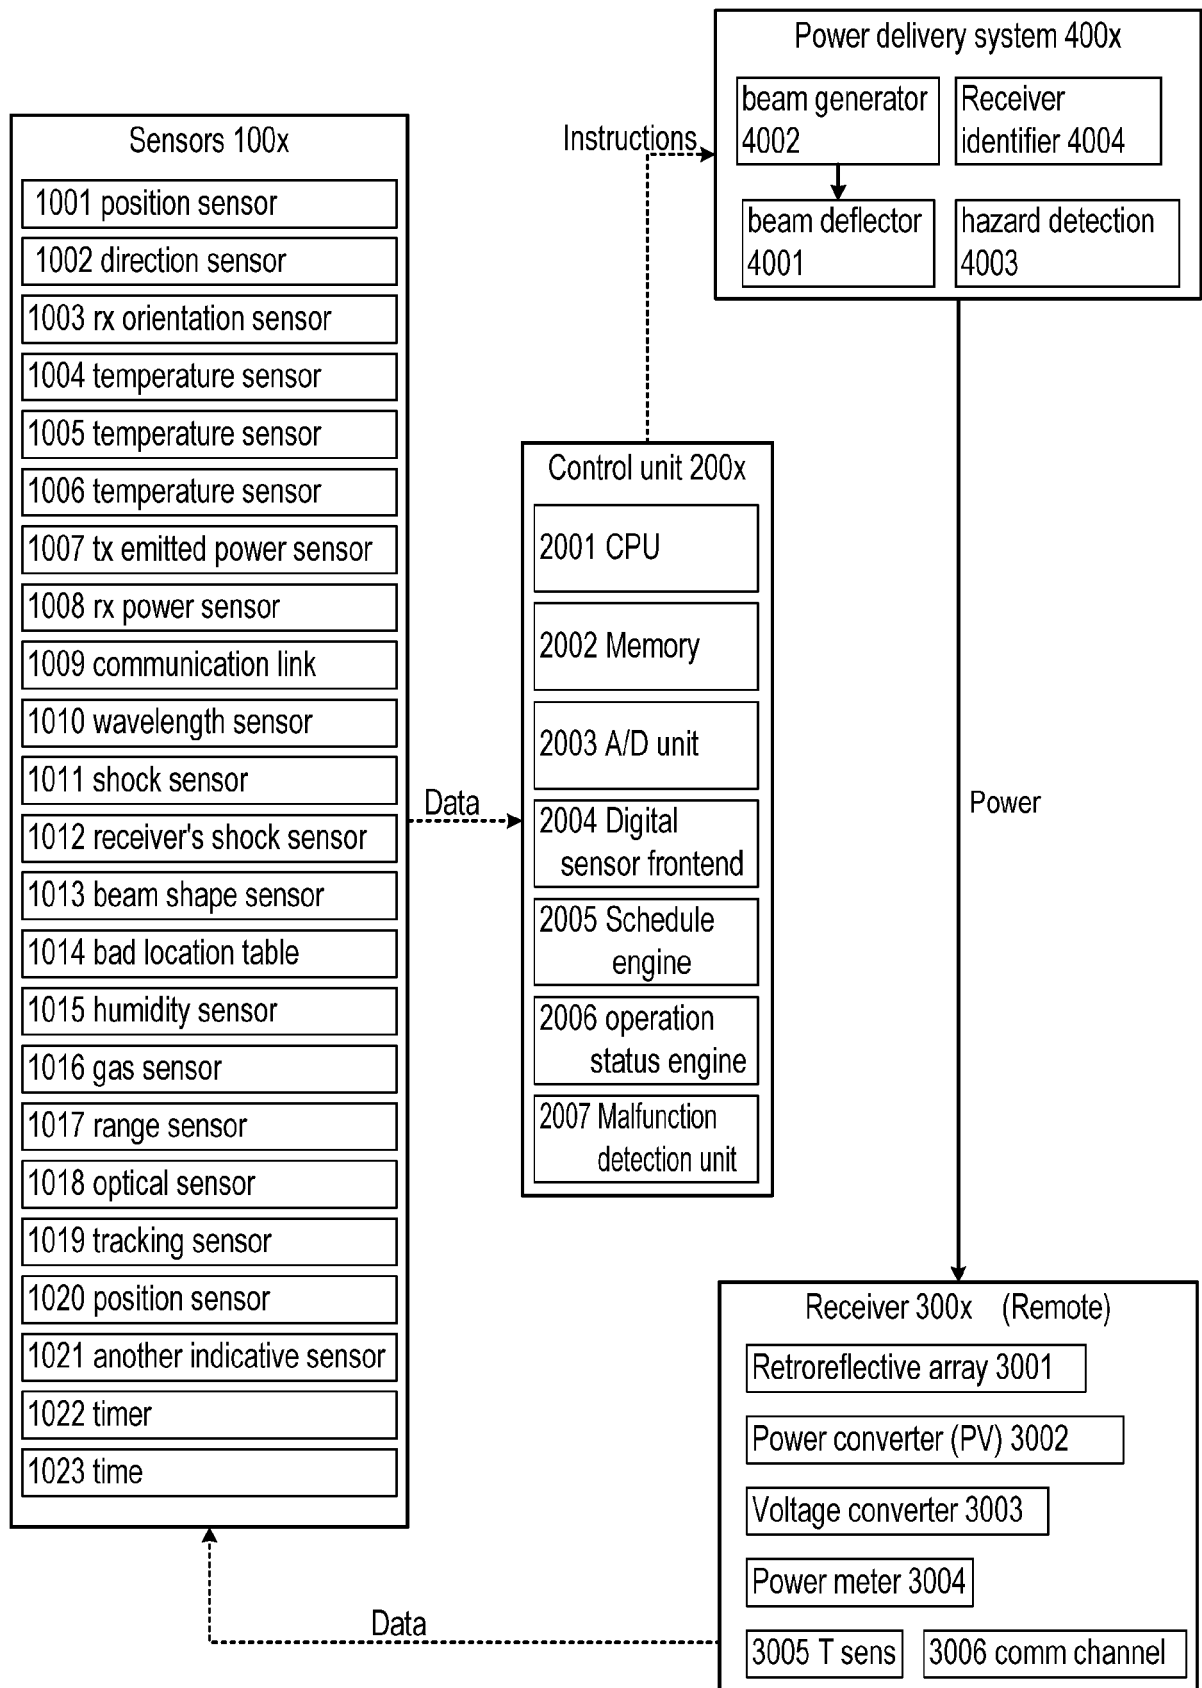 Power delivery system 400x
beam generator
4002
Receiver
identifier 4004
beam deflector
4001
hazard detection
4003
Instructions
Sensors 100x
1001 position sensor
1002 direction sensor
1003 rx orientation sensor
1004 temperature sensor
1005 temperature sensor
1006 temperature sensor
1007 tx emitted power sensor
1008 rx power sensor
1009 communication link
1010 wavelength sensor
1011 shock sensor
1012 receiver's shock sensor
1013 beam shape sensor
1014 bad location table
1015 humidity sensor
1016 gas sensor
1017 range sensor
1018 optical sensor
1019 tracking sensor
1020 position sensor
1021 another indicative sensor
1022 timer
1023 time
Data
Control unit 200x
2001 CPU
2002 Memory
2003 A/D unit
2004 Digital
sensor frontend
2005 Schedule
engine
2006 operation
status engine
2007 Malfunction
detection unit
Power
Receiver 300x (Remote)
Retroreflective array 3001
Power converter (PV) 3002
Voltage converter 3003
Power meter 3004
3005 T sens
3006 comm channel
Data